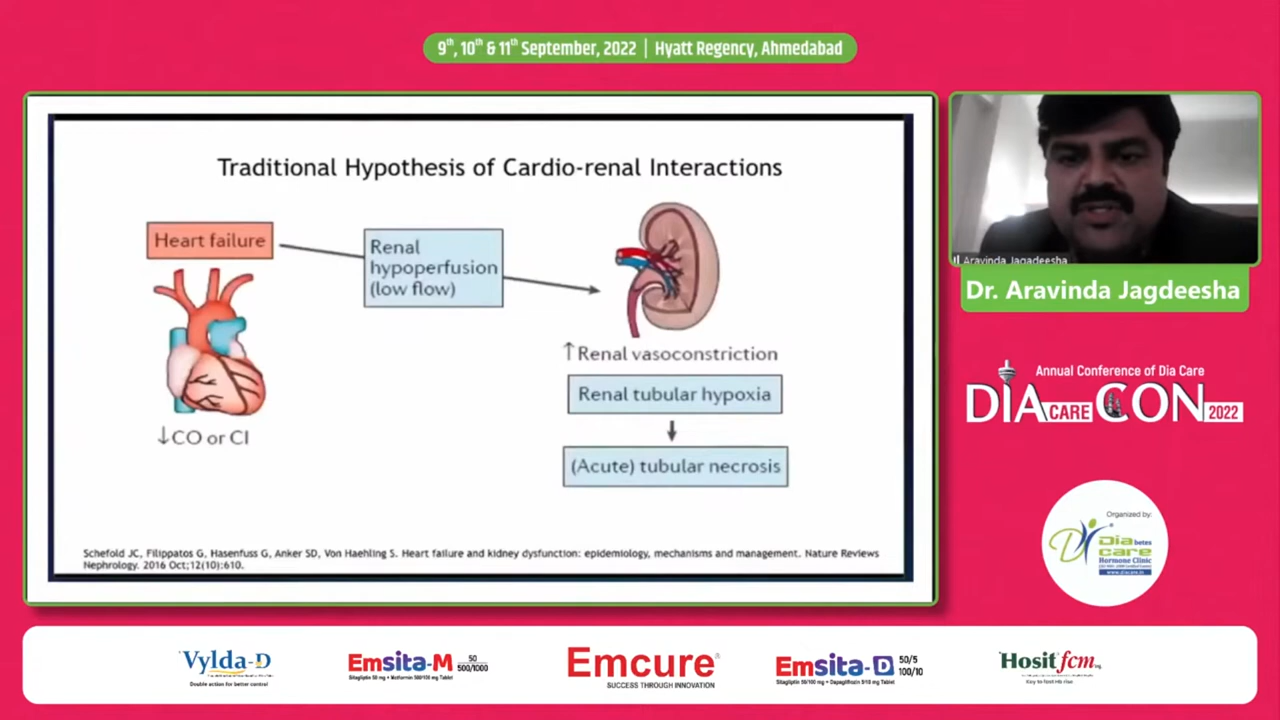 9th, 10th & 11th September, 2022 | Hyatt Regency, Ahmedabad
Traditional Hypothesis of Cardio-renal Interactions
Heart failure
Renal
hypoperfusion
(low flow)
↓CO or CI
↑Renal vasoconstriction
Renal tubular hypoxia
(Acute) tubular necrosis
Schefold JC, Filippatos G, Hasenfuss G, Anker SD, Von Haehling S. Heart failure and kidney dysfunction: epidemiology, mechanisms and management. Nature Reviews
Nephrology. 2016 Oct;12(10):610.
Aravinda Jagadeesha
Dr. Aravinda Jagdeesha
Annual Conference of Dia Care
DIA CARE CON 2022
Organized by:
Diabetes
care
Hormone Clinic
www.diacare.in
Vylda-D
Double action for better control
Emsita-M 50 500/1000
Sitagliptin 50 mg + Metformin 500/1000 mg Tablet
Emcure®
SUCCESS THROUGH INNOVATION
Emsita-D 50/5 100/10
Sitagliptin 50/100 mg + Dapagliflozin 5/10 mg Tablet
Hosit fcm